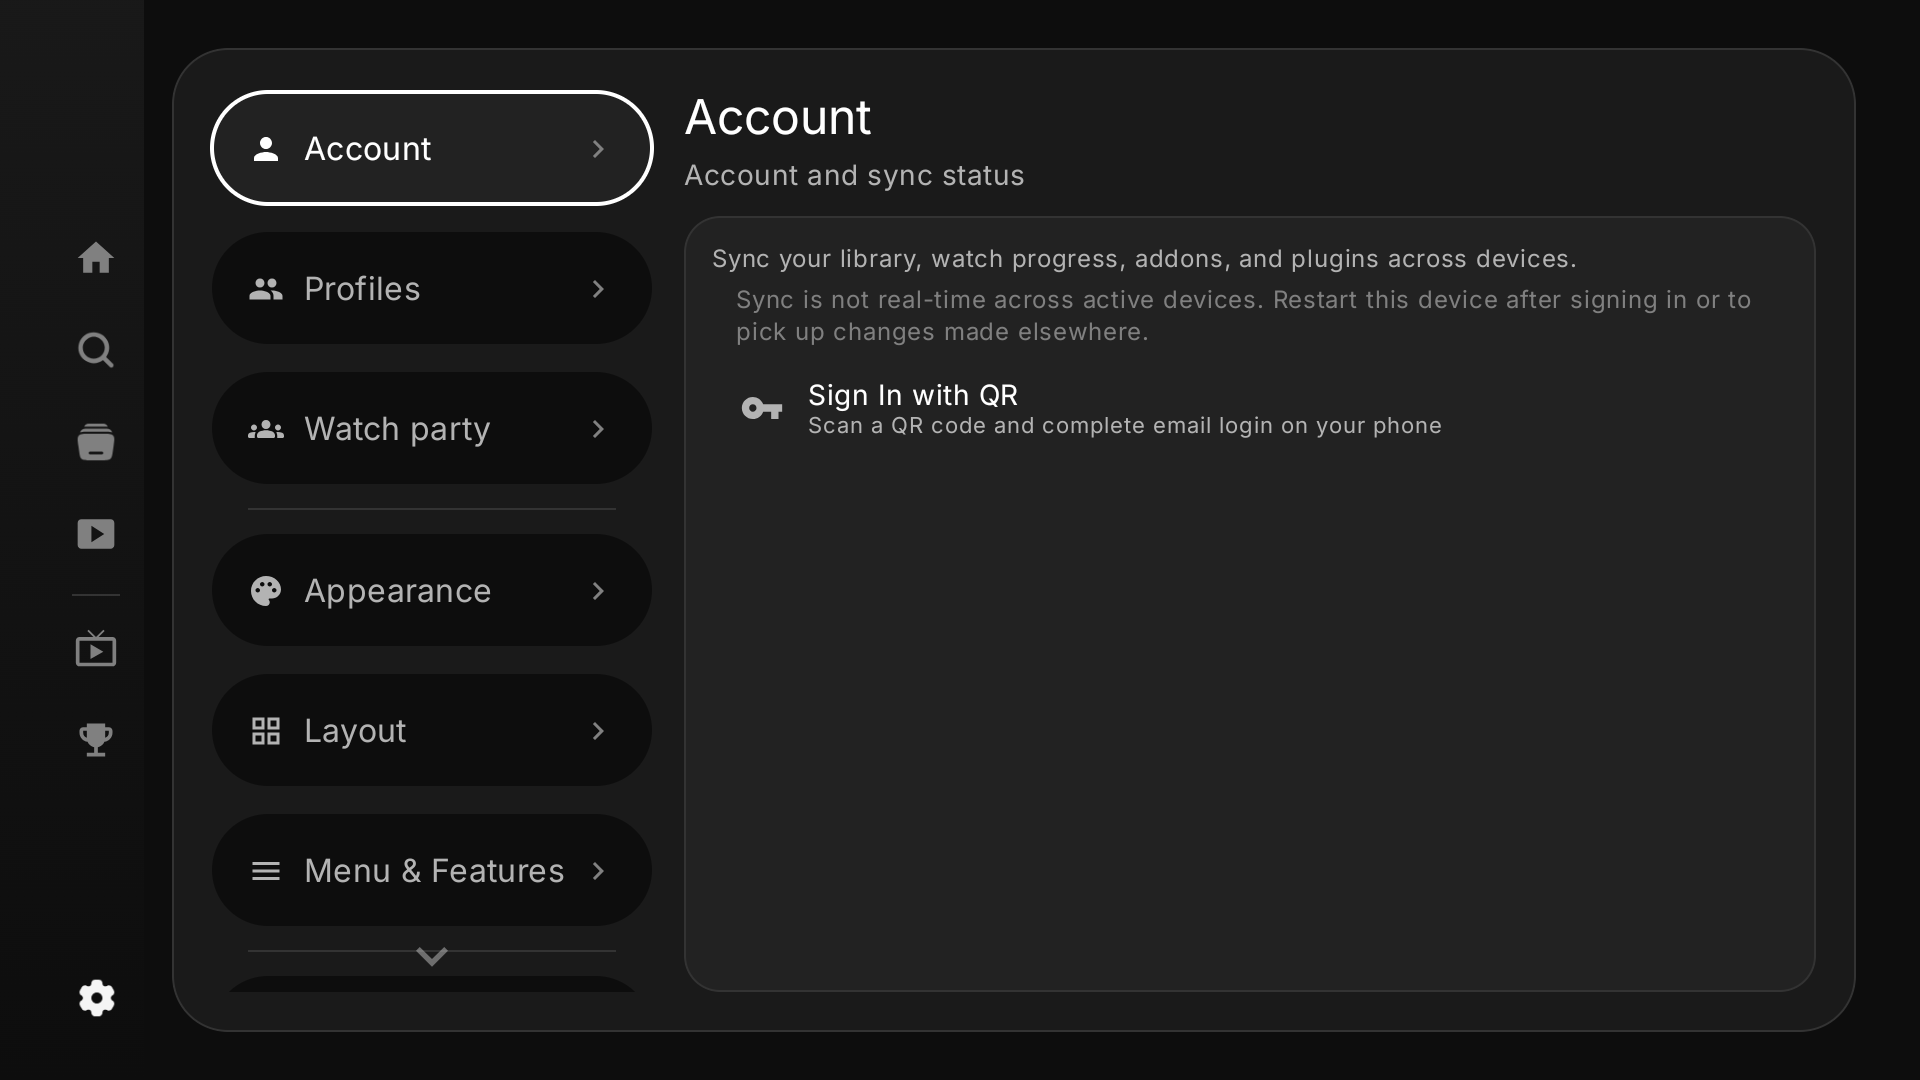 Account
Profiles
Watch party
Appearance
Layout
Menu & Features
Account
Account and sync status
Sync your library, watch progress, addons, and plugins across devices.
Sync is not real-time across active devices. Restart this device after signing in or to
pick up changes made elsewhere.
Sign In with QR
Scan a QR code and complete email login on your phone